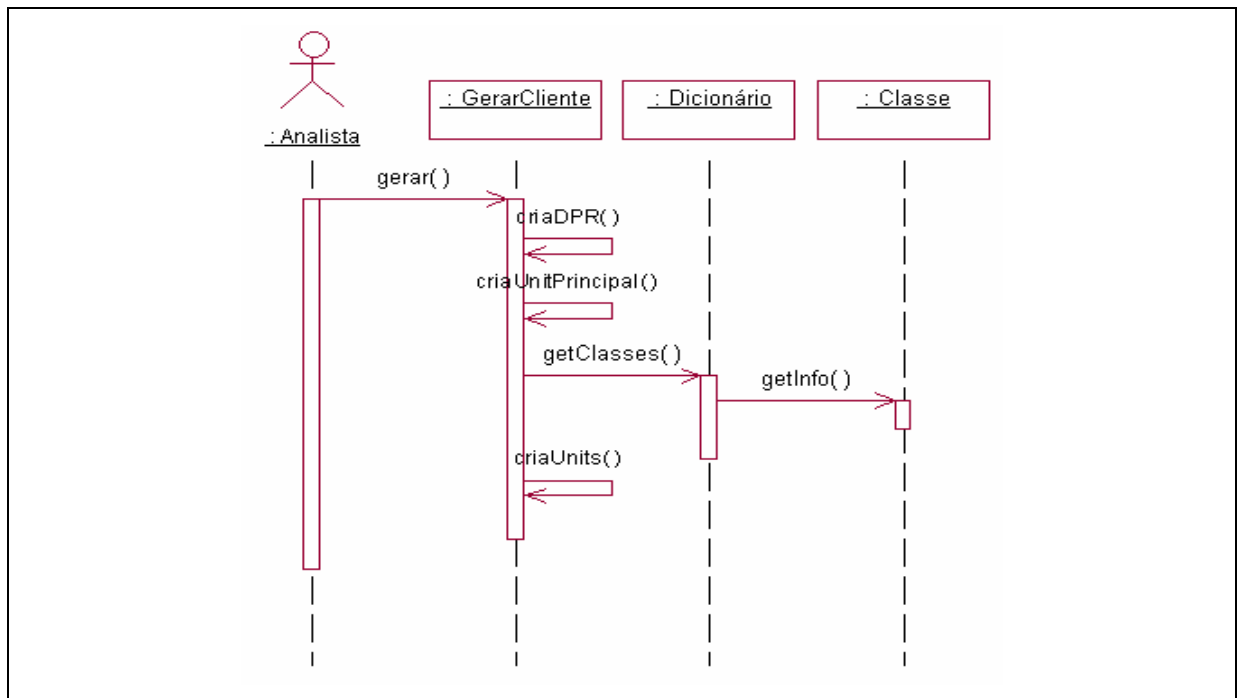 : GerarCliente
: Dicionário
: Classe
: Analista
gerar( )
criaDPR( )
criaUnitPrincipal( )
getClasses( )
getInfo( )
criaUnits( )